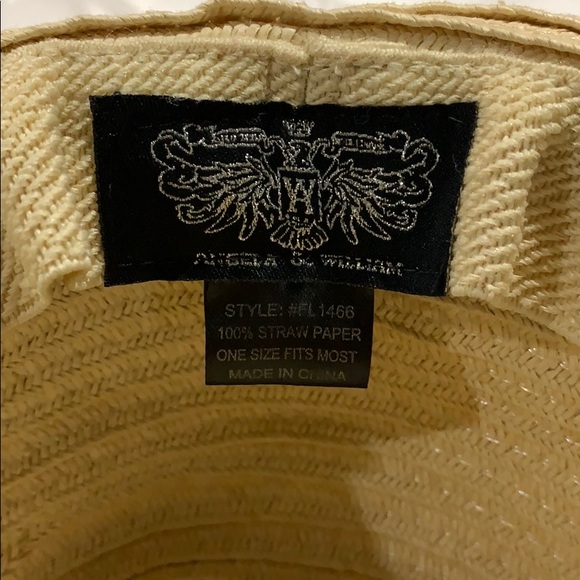 ANGELA & WILLIAM
STYLE: #FL1466
100% STRAW PAPER
ONE SIZE FITS MOST
MADE IN CHINA